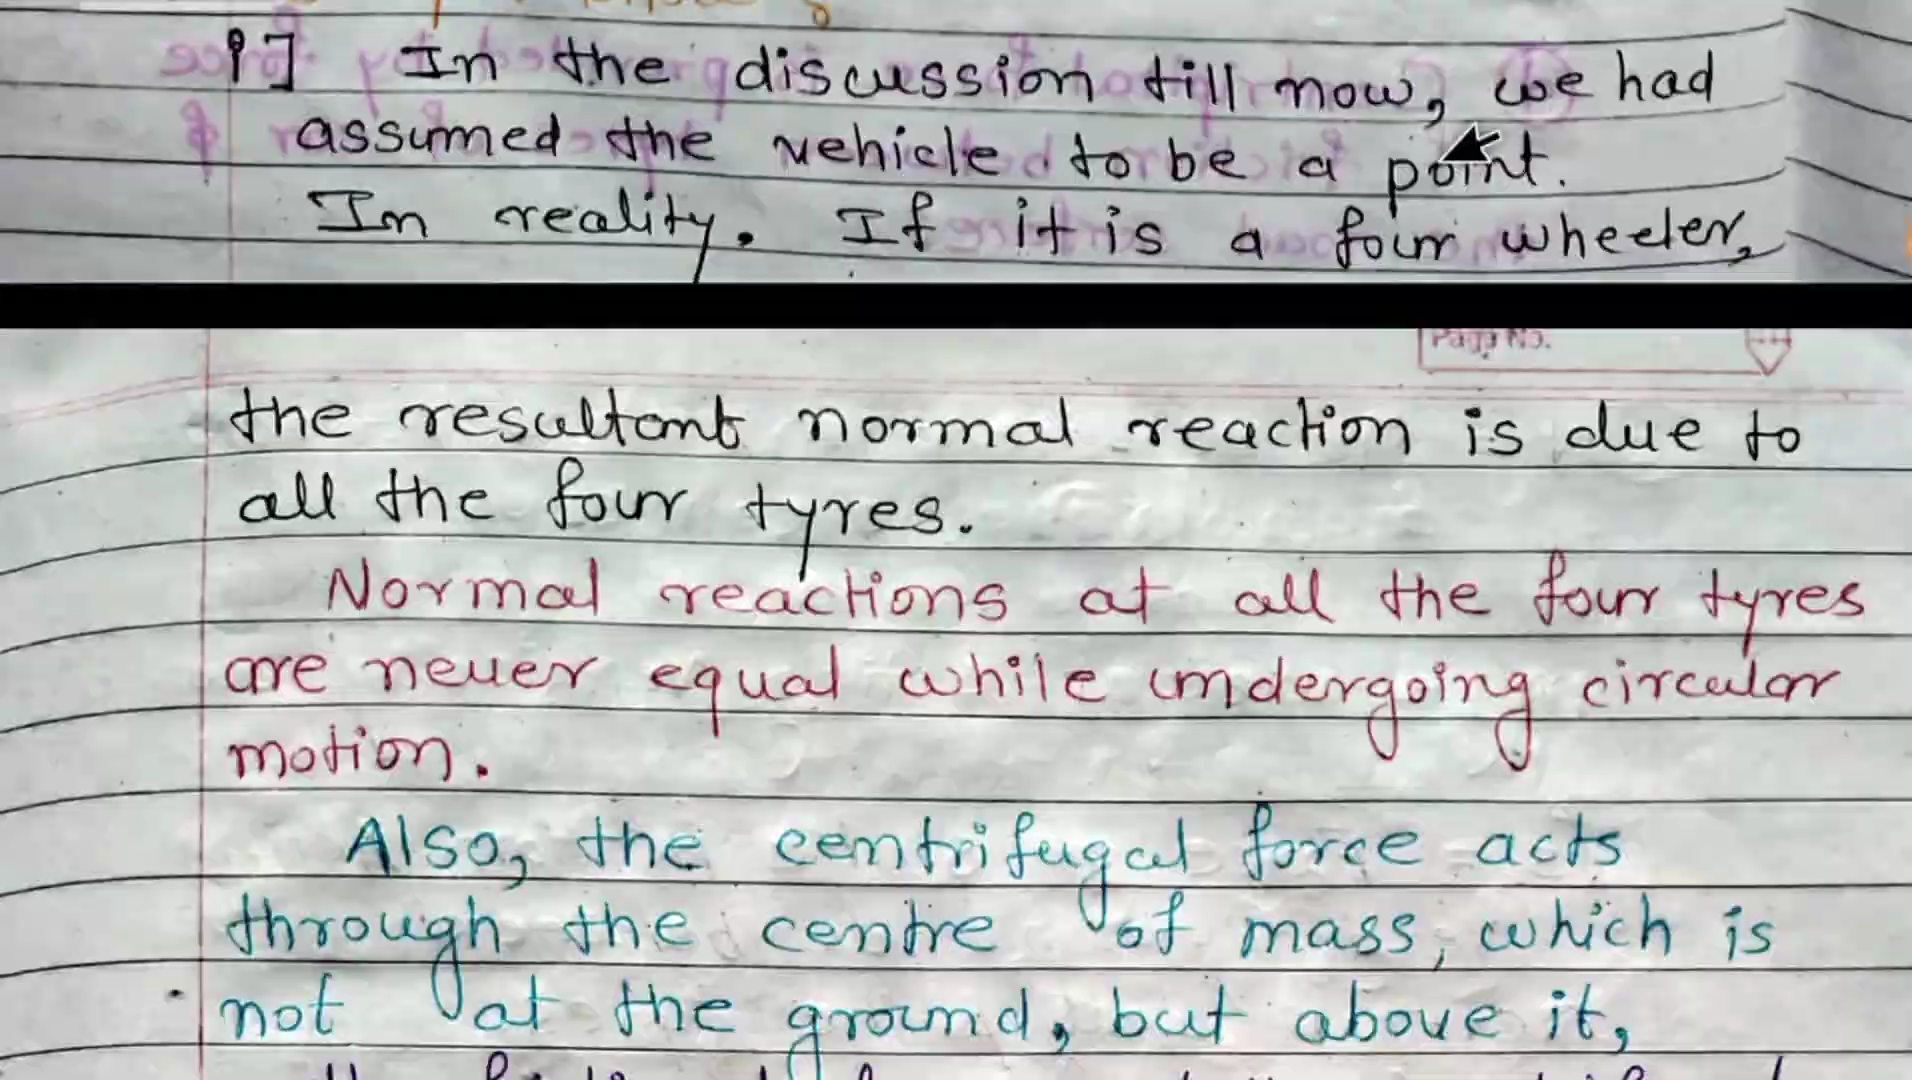 1] In the discussion till now, we had
assumed the vehicle to be a point.
In reality. If it is a four wheeler,
Page No.
the resultant normal reaction is due to
all the four tyres.
Normal reactions at all the four tyres
are never equal while undergoing circular
motion.
Also, the centrifugal force acts
through the centre of mass, which is
not at the ground, but above it,